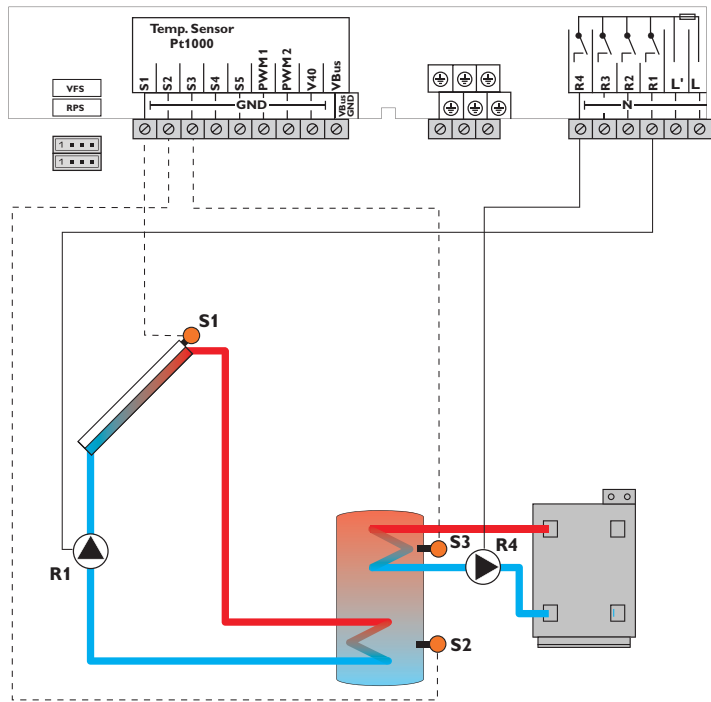 Temp. Sensor
Pt1000
VFS
RPS
S1
S2
S3
S4
S5
PWM 1
PWM 2
V40
VBus
GND
VBus
GND
R4
R3
R2
R1
L'
L
N
1
1
S1
R1
S3
R4
S2